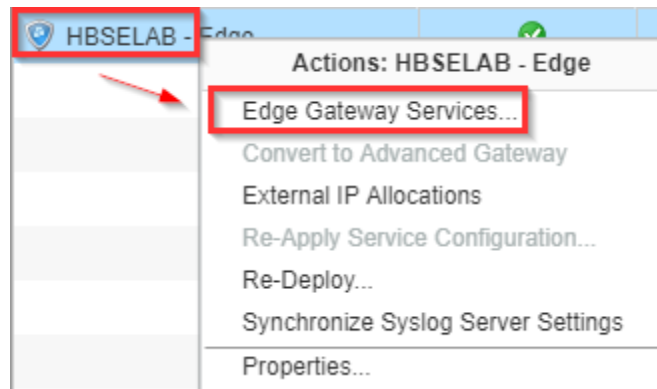 HBSELAB - Edge
Actions: HBSELAB - Edge
Edge Gateway Services...
Convert to Advanced Gateway
External IP Allocations
Re-Apply Service Configuration...
Re-Deploy...
Synchronize Syslog Server Settings
Properties...